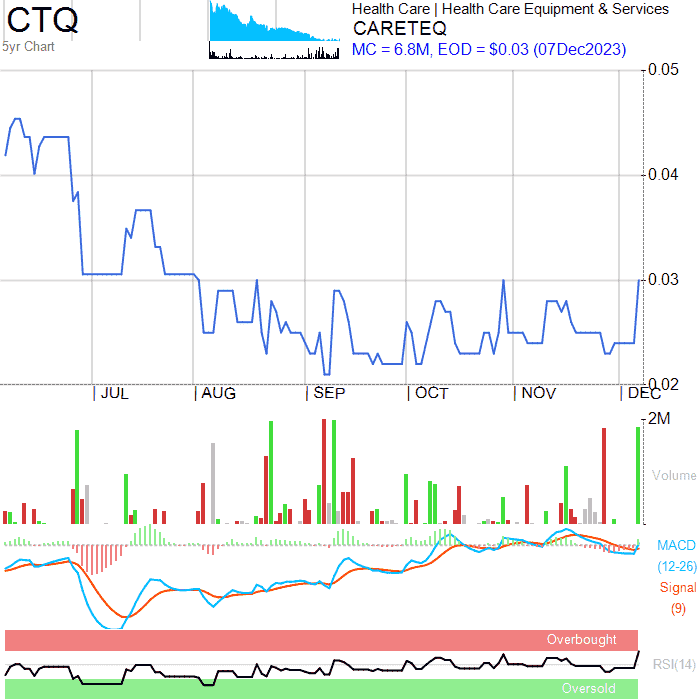 CTQ
5yr Chart
Health Care | Health Care Equipment & Services
CARETEQ
MC = 6.8M, EOD = $0.03 (07Dec2023)
0.05
0.04
0.03
0.02
JUL
AUG
SEP
OCT
NOV
DEC
2M
Volume
MACD
(12-26)
Signal
(9)
Overbought
RSI(14)
Oversold